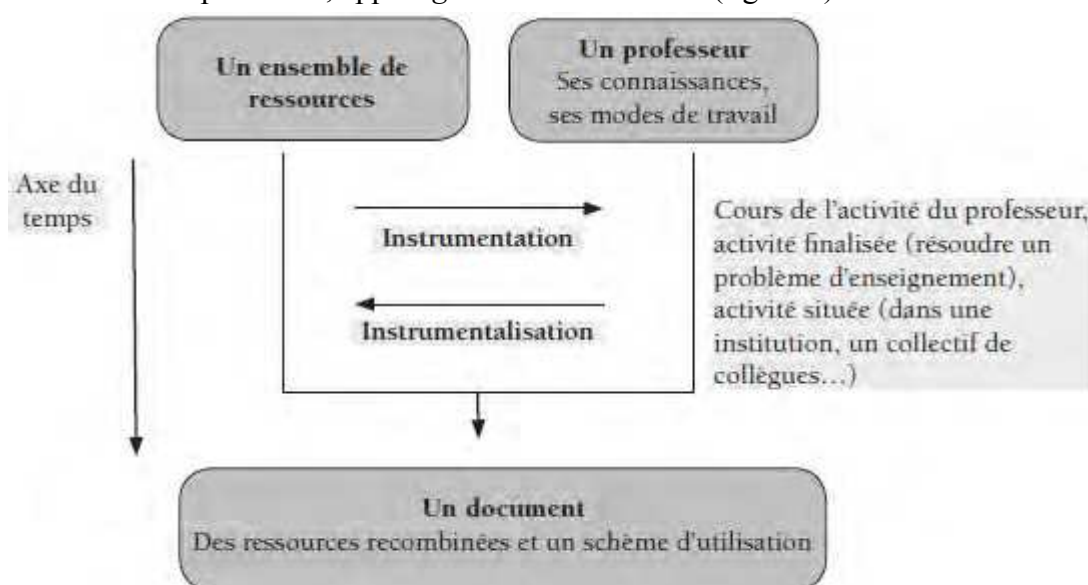 Un ensemble de
ressources
Un professeur
Ses connaissances,
ses modes de travail
Axe du
temps
Instrumentation
Instrumentalisation
Cours de l'activité du professeur,
activité finalisée (résoudre un
problème d'enseignement),
activité située (dans une
institution, un collectif de
collègues…)
Un document
Des ressources recombinées et un schème d'utilisation